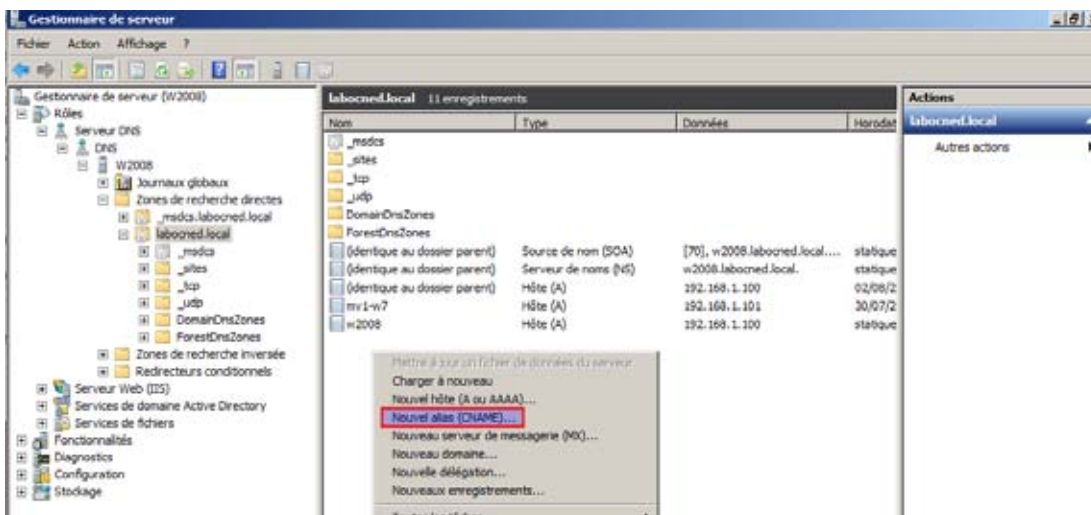 Gestionnaire de serveur
Fichier Action Affichage ?
Gestionnaire de serveur (W2008)
Rôles
Serveur DNS
DNS
W2008
Journaux globaux
Zones de recherche directes
_msdcs.labocned.local
labocned.local
_msdcs
_sites
_tcp
_udp
DomainDnsZones
ForestDnsZones
Zones de recherche inversée
Redirecteurs conditionnels
Serveur Web (IIS)
Services de domaine Active Directory
Services de fichiers
Fonctionnalités
Diagnostics
Configuration
Stockage
labocned.local 11 enregistrements
Nom Type Données Horodat
_msdcs
_sites
_tcp
_udp
DomainDnsZones
ForestDnsZones
(identique au dossier parent) Source de nom (SOA) [70], w2008.labocned.local.... statique
(identique au dossier parent) Serveur de noms (NS) w2008.labocned.local. statique
(identique au dossier parent) Hôte (A) 192.168.1.100 02/08/2
mv1-w7 Hôte (A) 192.168.1.101 30/07/2
w2008 Hôte (A) 192.168.1.100 statique
Mettre à jour un fichier de données du serveur
Charger à nouveau
Nouvel hôte (A ou AAAA)...
Nouvel alias (CNAME)...
Nouveau serveur de messagerie (MX)...
Nouveau domaine...
Nouvelle délégation...
Nouveaux enregistrements...
Actions
labocned.local
Autres actions